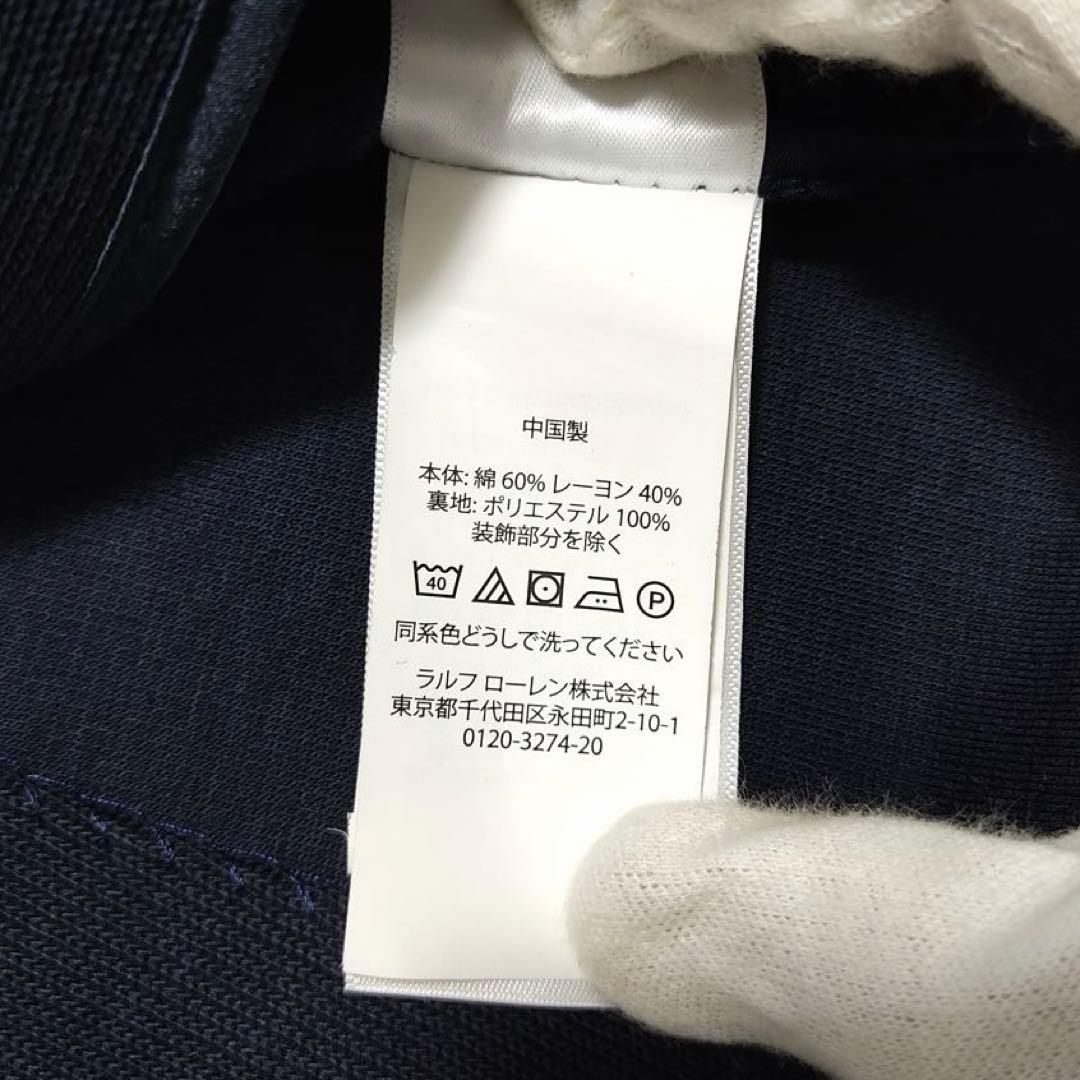 中国製
本体: 綿 60% レーヨン 40%
裏地: ポリエステル 100%
装飾部分を除く
40 P
同系色どうしで洗ってください
ラルフ ローレン株式会社
東京都千代田区永田町2-10-1
0120-3274-20